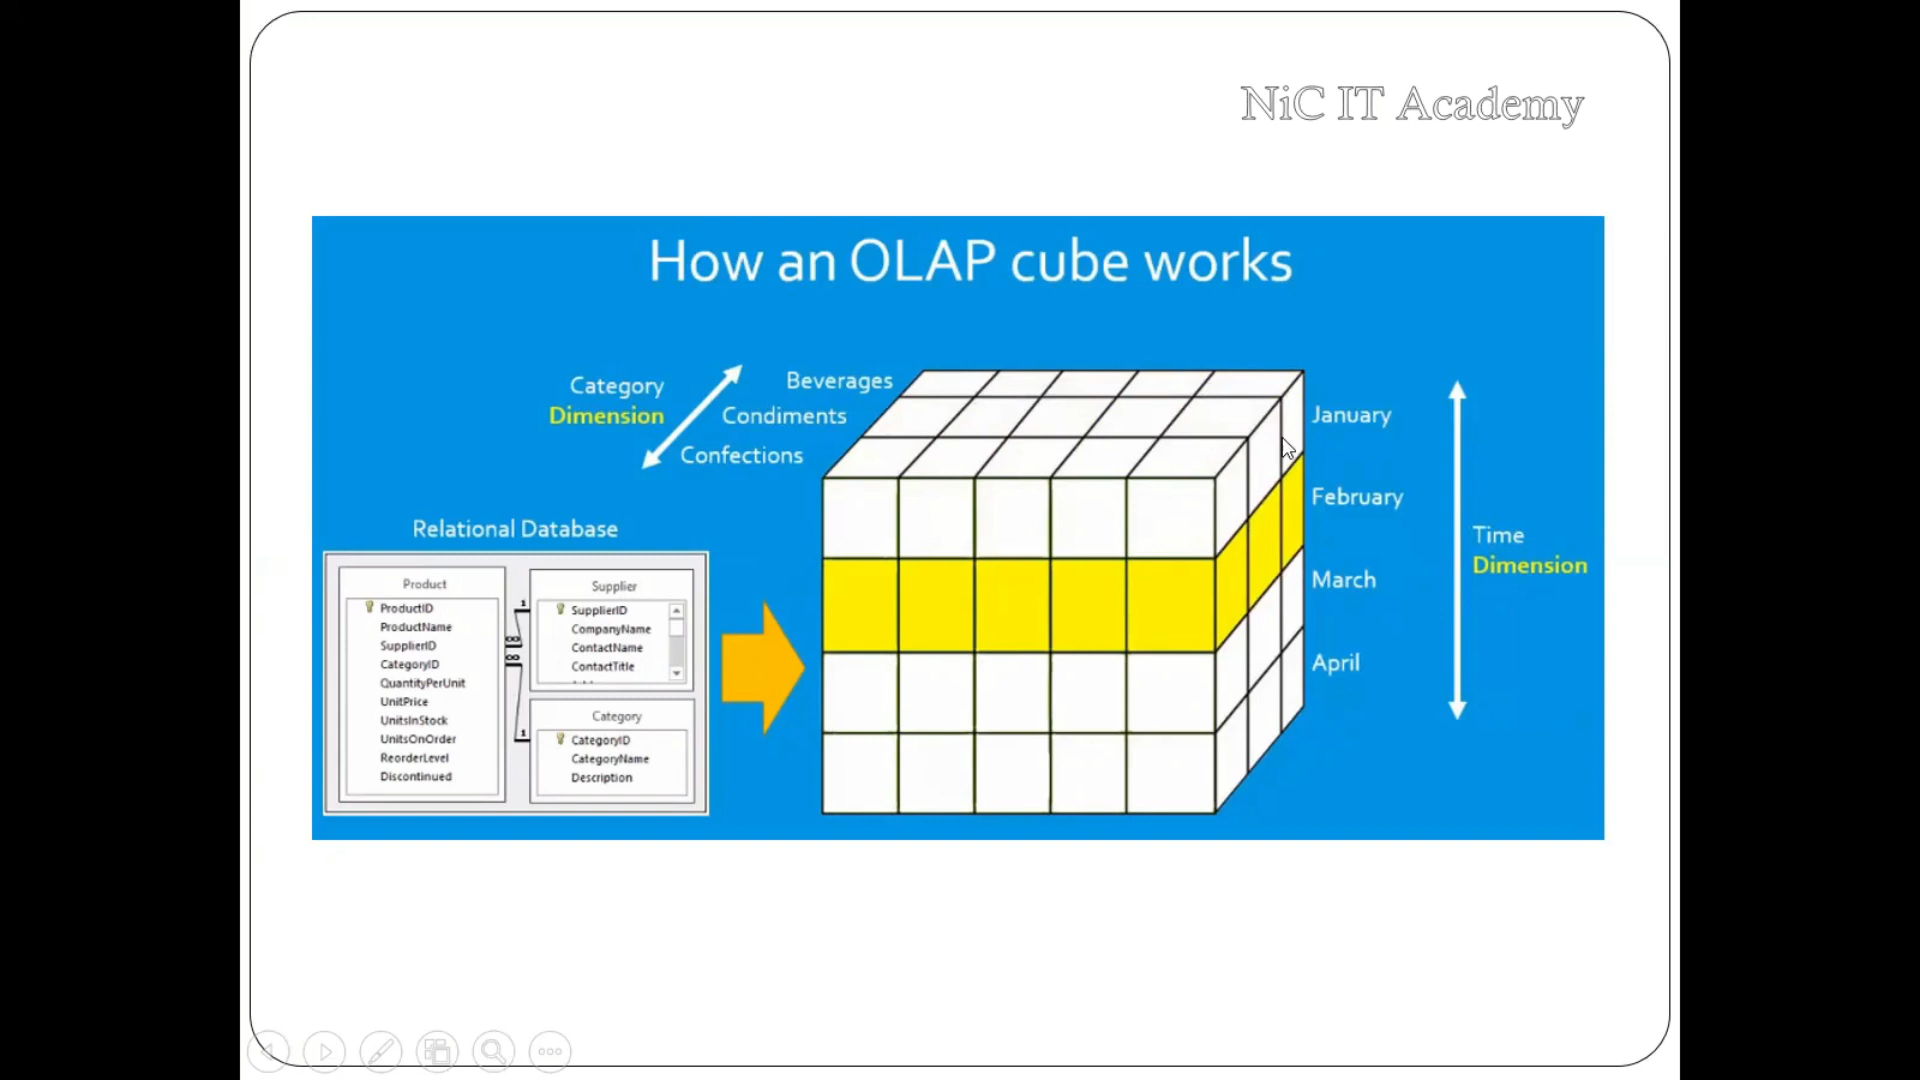 NiC IT Academy
How an OLAP cube works
Category
Dimension
Beverages
Condiments
Confections
January
February
March
April
Time
Dimension
Relational Database
Product
ProductID
ProductName
SupplierID
CategoryID
QuantityPerUnit
UnitPrice
UnitsInStock
UnitsOnOrder
ReorderLevel
Discontinued
1
∞
∞
1
Supplier
SupplierID
CompanyName
ContactName
ContactTitle
Category
CategoryID
CategoryName
Description